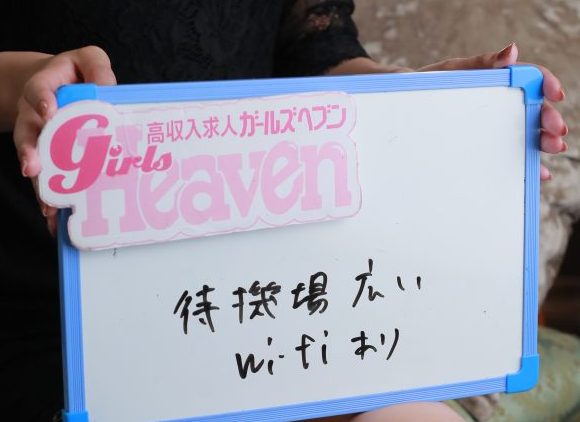 高収入求人ガールズヘブン
Girls
Heaven
待機場広い
wi-fiあり